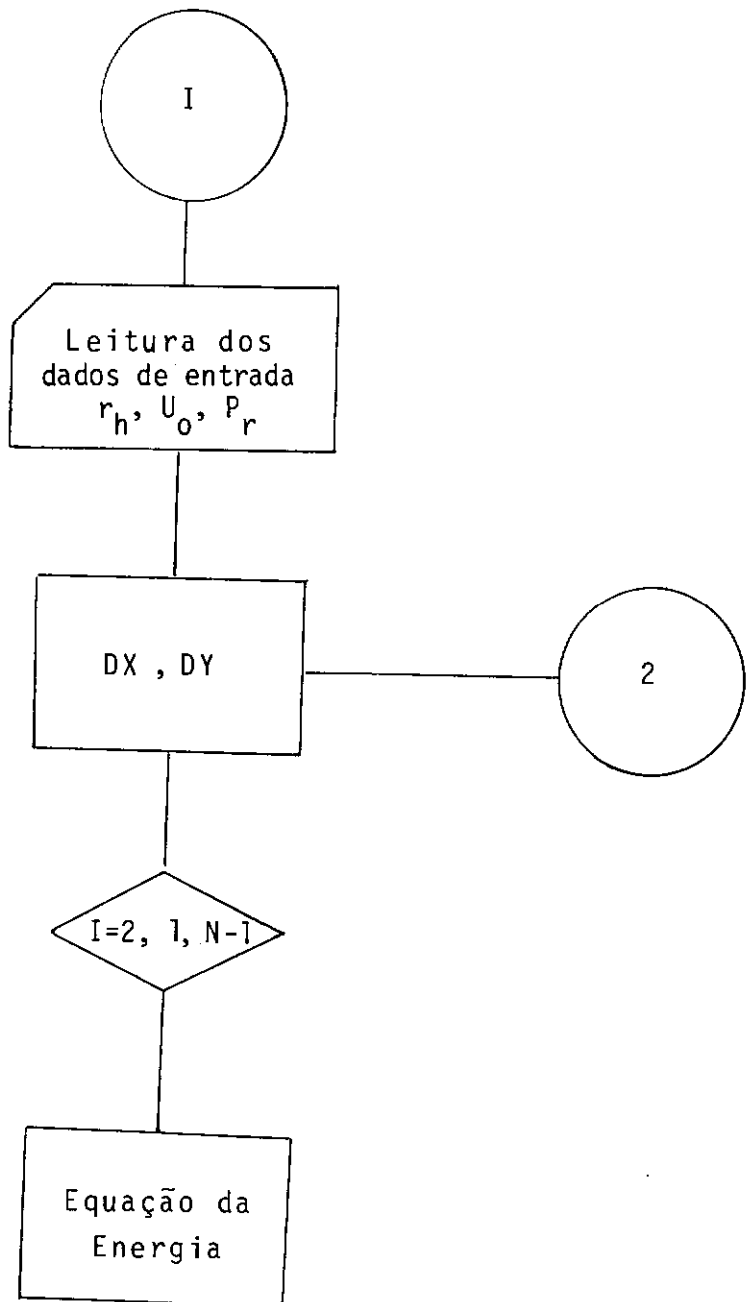 I
Leitura dos
dados de entrada
r_h, U_o, P_r
DX , DY
2
I=2, 1, N-1
Equação da
Energia